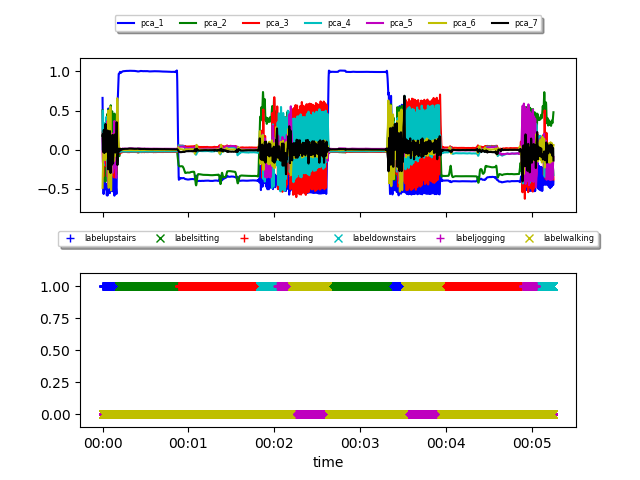 pca_1 pca_2 pca_3 pca_4 pca_5 pca_6 pca_7
1.0
0.5
0.0
−0.5
labelupstairs labelsitting labelstanding labeldownstairs labeljogging labelwalking
1.00
0.75
0.50
0.25
0.00
00:00 00:01 00:02 00:03 00:04 00:05
time